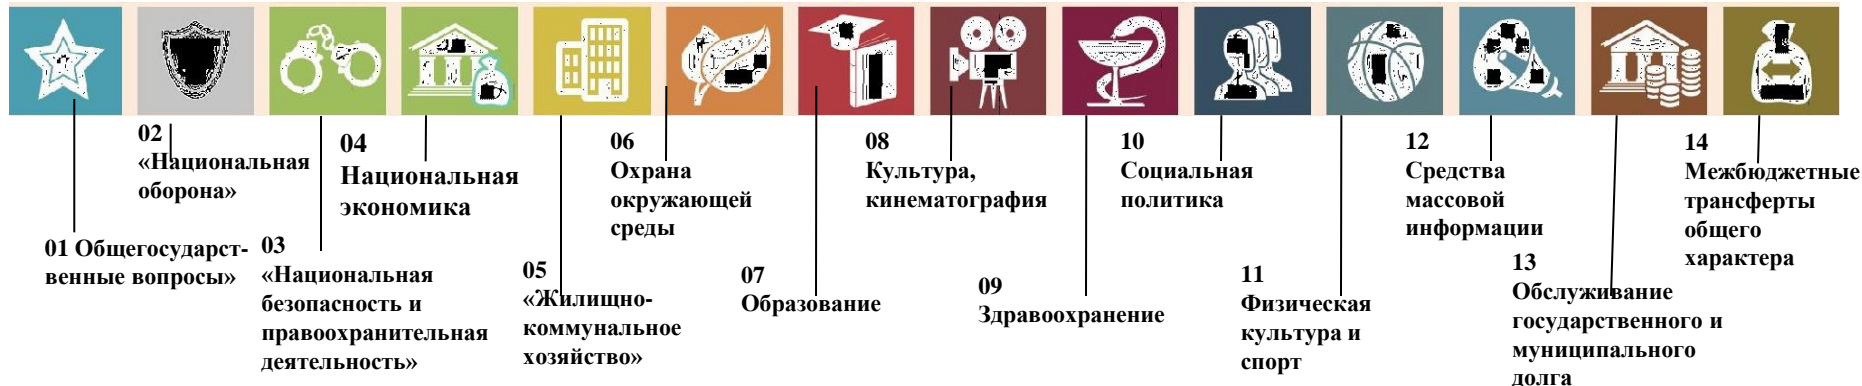 01 Общегосударст-
венные вопросы»
02
«Национальная
оборона»
03
«Национальная
безопасность и
правоохранительная
деятельность»
04
Национальная
экономика
05
«Жилищно-
коммунальное
хозяйство»
06
Охрана
окружающей
среды
07
Образование
08
Культура,
кинематография
09
Здравоохранение
10
Социальная
политика
11
Физическая
культура и
спорт
12
Средства
массовой
информации
13
Обслуживание
государственного и
муниципального
долга
14
Межбюджетные
трансферты
общего
характера